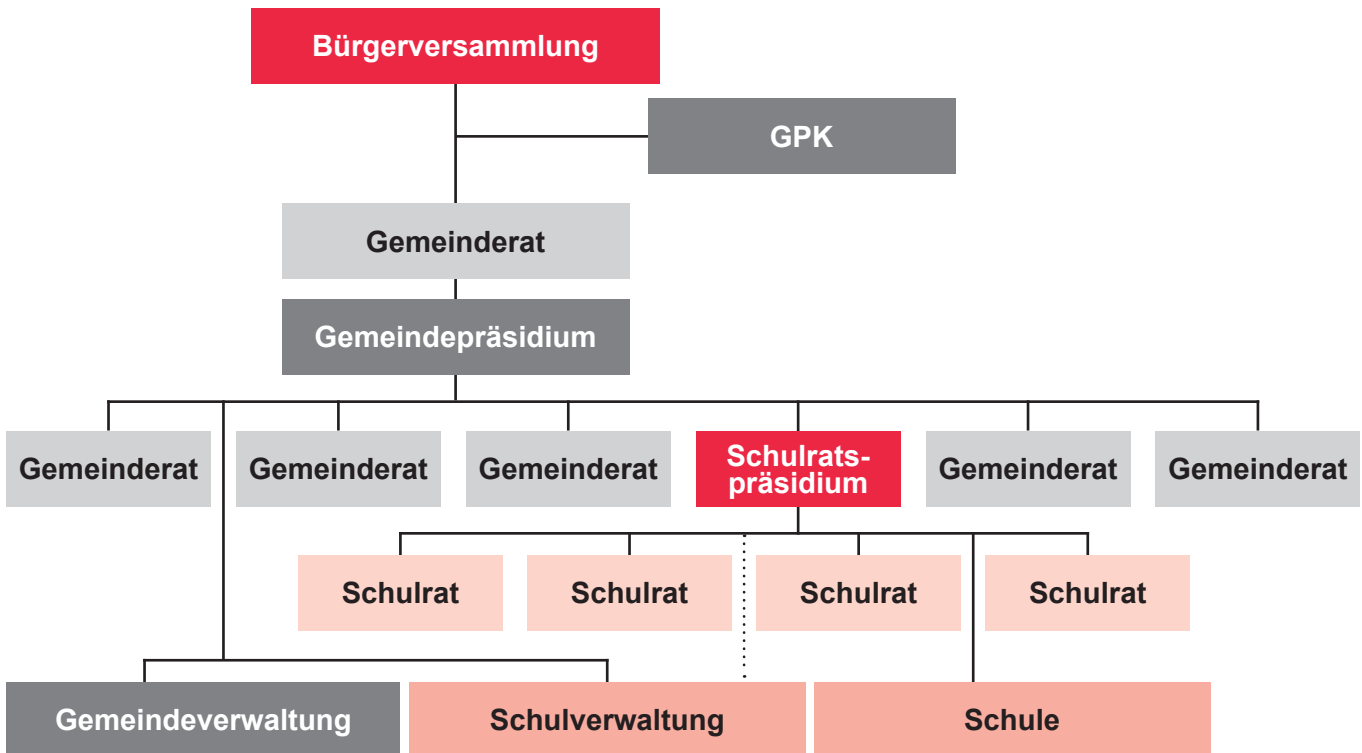 Bürgerversammlung
GPK
Gemeinderat
Gemeindepräsidium
Gemeinderat
Gemeinderat
Gemeinderat
Schulrats-
präsidium
Gemeinderat
Gemeinderat
Schulrat
Schulrat
Schulrat
Schulrat
Gemeindeverwaltung
Schulverwaltung
Schule